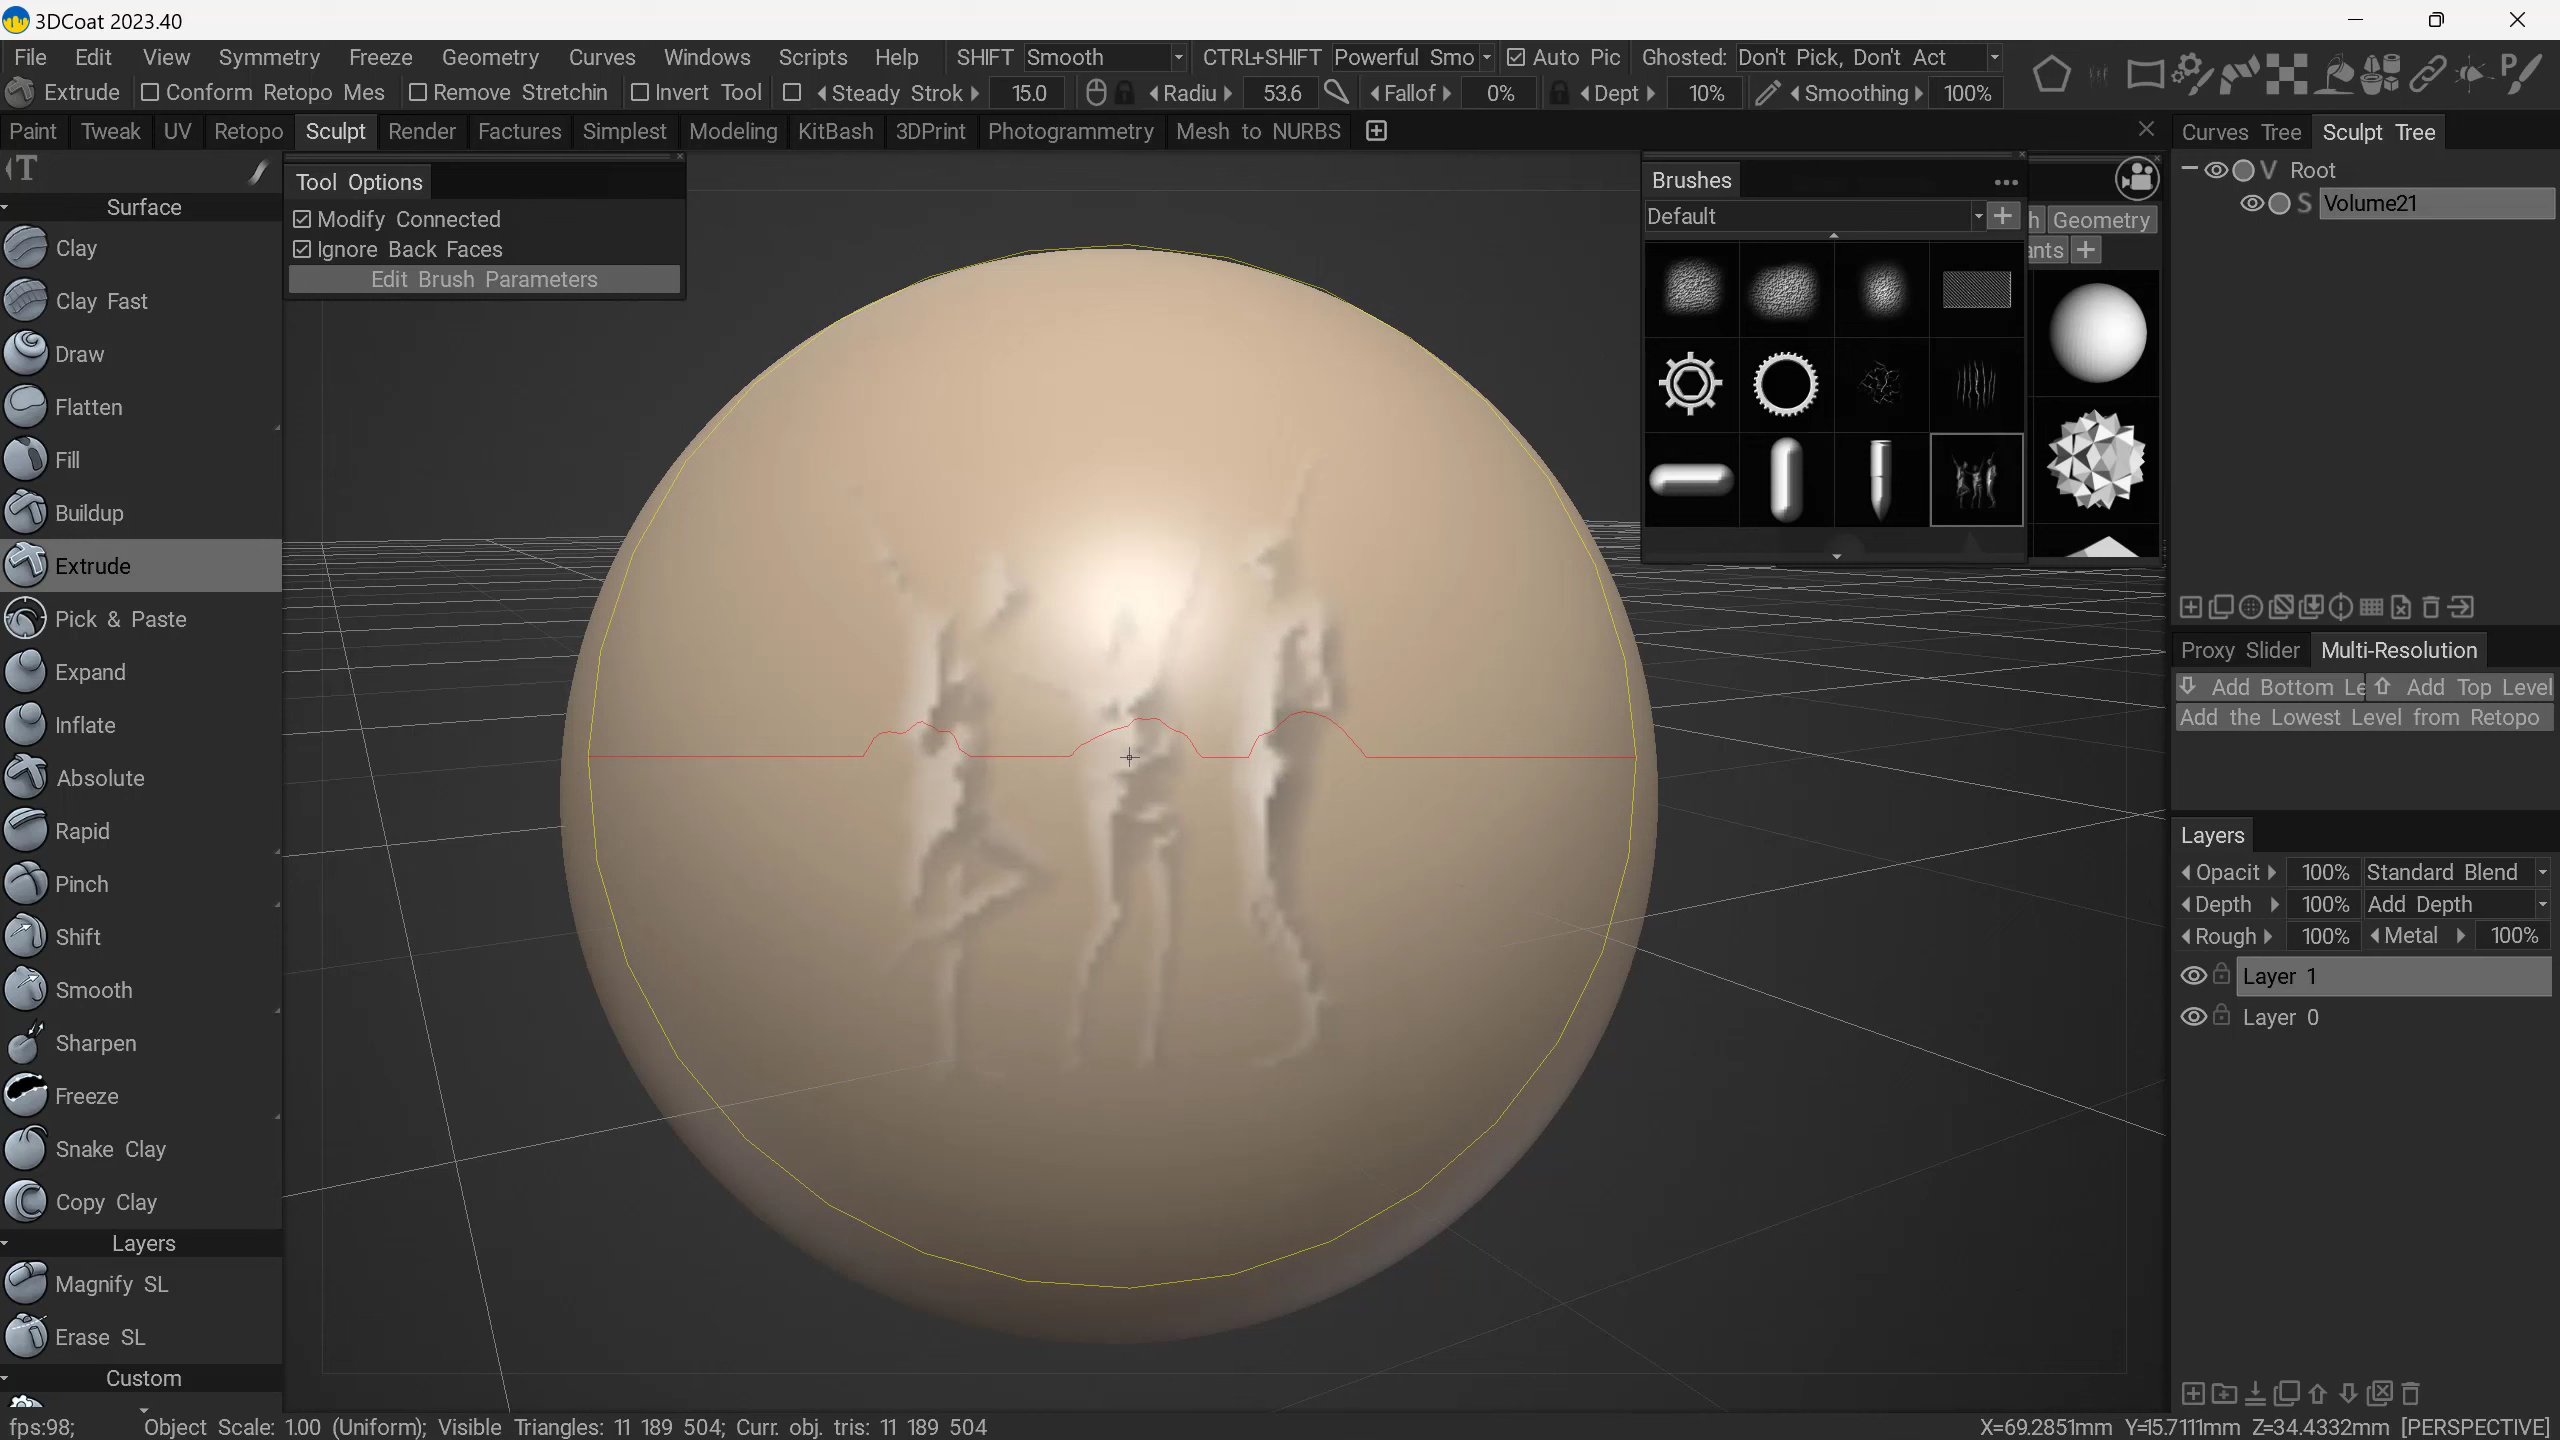 3DCoat 2023.40
File Edit View Symmetry Freeze Geometry Curves Windows Scripts Help SHIFT Smooth CTRL+SHIFT Powerful Smo Auto Pic Ghosted: Don't Pick, Don't Act
Extrude Conform Retopo Mes Remove Stretchin Invert Tool Steady Strok 15.0 Radiu 53.6 Fallof 0% Dept 10% Smoothing 100%
Paint Tweak UV Retopo Sculpt Render Factures Simplest Modeling KitBash 3DPrint Photogrammetry Mesh to NURBS
Curves Tree Sculpt Tree
T
Surface
Clay
Clay Fast
Draw
Flatten
Fill
Buildup
Extrude
Pick & Paste
Expand
Inflate
Absolute
Rapid
Pinch
Shift
Smooth
Sharpen
Freeze
Snake Clay
Copy Clay
Layers
Magnify SL
Erase SL
Custom
Tool Options
Modify Connected
Ignore Back Faces
Edit Brush Parameters
Brushes
Default
h Geometry
ants
V Root
S Volume21
Proxy Slider Multi-Resolution
Add Bottom Le Add Top Level
Add the Lowest Level from Retopo
Layers
Opacit 100% Standard Blend
Depth 100% Add Depth
Rough 100% Metal 100%
Layer 1
Layer 0
fps:98; Object Scale: 1.00 (Uniform); Visible Triangles: 11 189 504; Curr. obj. tris: 11 189 504
X=69.2851mm Y=15.7111mm Z=34.4332mm [PERSPECTIVE]